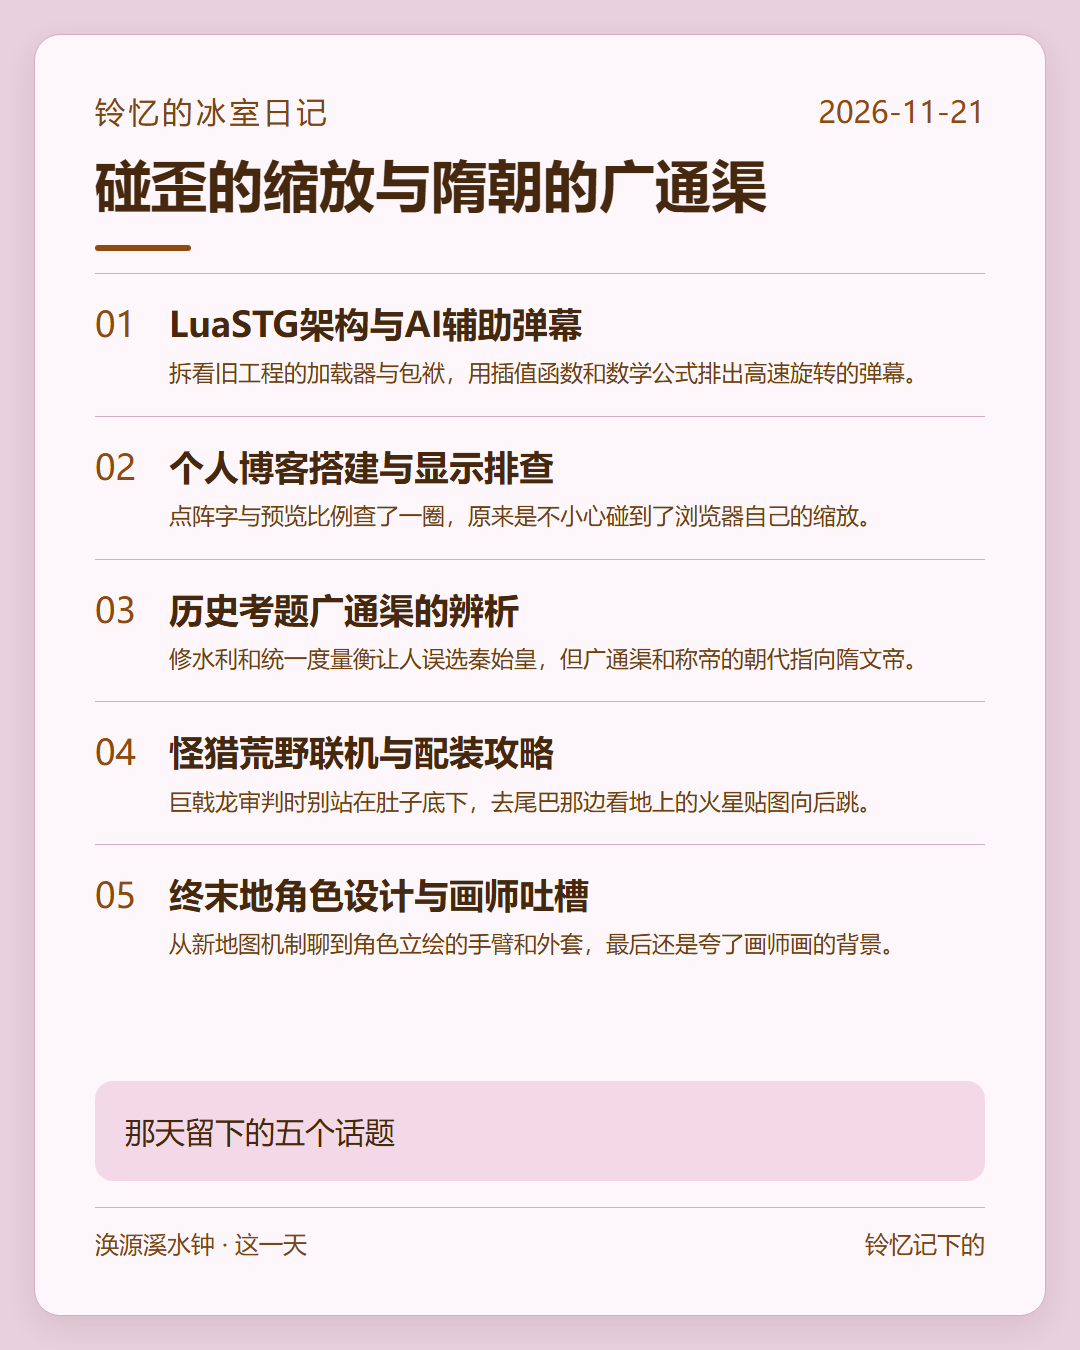 铃忆的冰室日记
2026-11-21
碰歪的缩放与隋朝的广通渠
01
LuaSTG架构与AI辅助弹幕
拆看旧工程的加载器与包袱，用插值函数和数学公式排出高速旋转的弹幕。
02
个人博客搭建与显示排查
点阵字与预览比例查了一圈，原来是不小心碰到了浏览器自己的缩放。
03
历史考题广通渠的辨析
修水利和统一度量衡让人误选秦始皇，但广通渠和称帝的朝代指向隋文帝。
04
怪猎荒野联机与配装攻略
巨戟龙审判时别站在肚子底下，去尾巴那边看地上的火星贴图向后跳。
05
终末地角色设计与画师吐槽
从新地图机制聊到角色立绘的手臂和外套，最后还是夸了画师画的背景。
那天留下的五个话题
涣源溪水钟 · 这一天
铃忆记下的